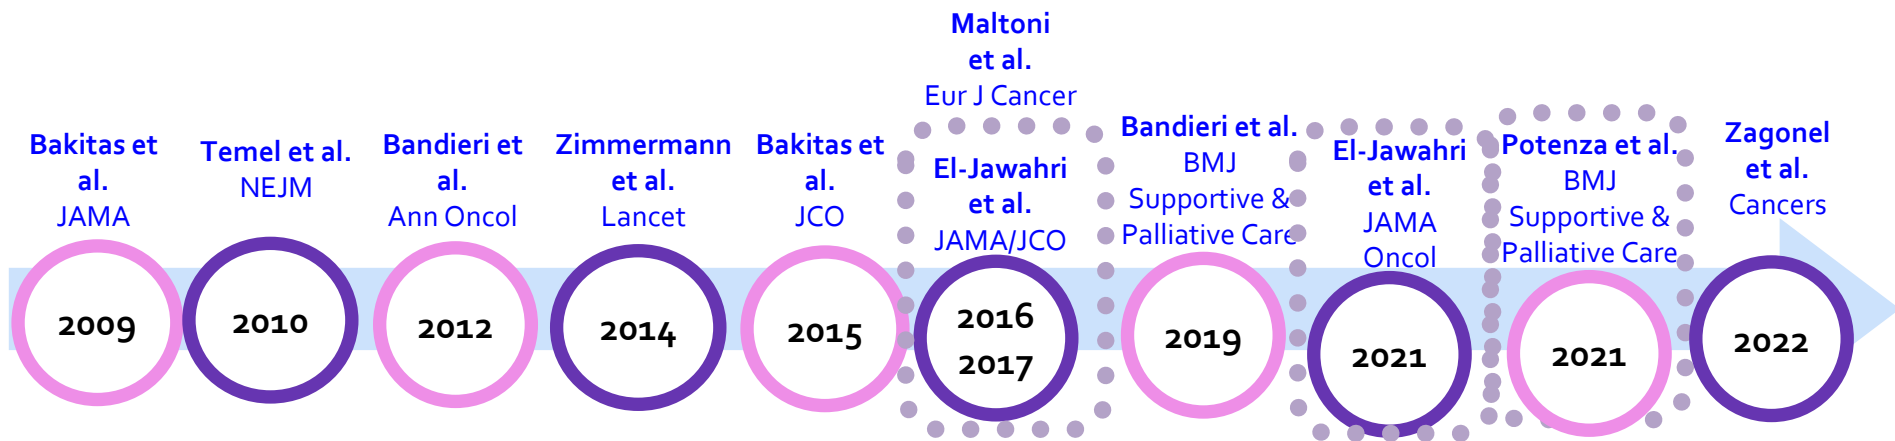 Bakitas et
al.
JAMA
2009
Temel et al.
NEJM
2010
Bandieri et
al.
Ann Oncol
2012
Zimmermann
et al.
Lancet
2014
Bakitas et
al.
JCO
2015
Maltoni
et al.
Eur J Cancer
El-Jawahri
et al.
JAMA/JCO
2016
2017
Bandieri et al.
BMJ
Supportive &
Palliative Care
2019
El-Jawahri
et al.
JAMA
Oncol
2021
Potenza et al.
BMJ
Supportive &
Palliative Care
2021
Zagonel
et al.
Cancers
2022